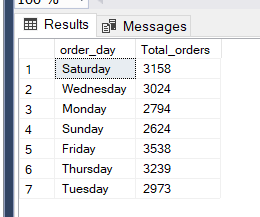 100 %
Results Messages
order_day Total_orders
1 Saturday 3158
2 Wednesday 3024
3 Monday 2794
4 Sunday 2624
5 Friday 3538
6 Thursday 3239
7 Tuesday 2973